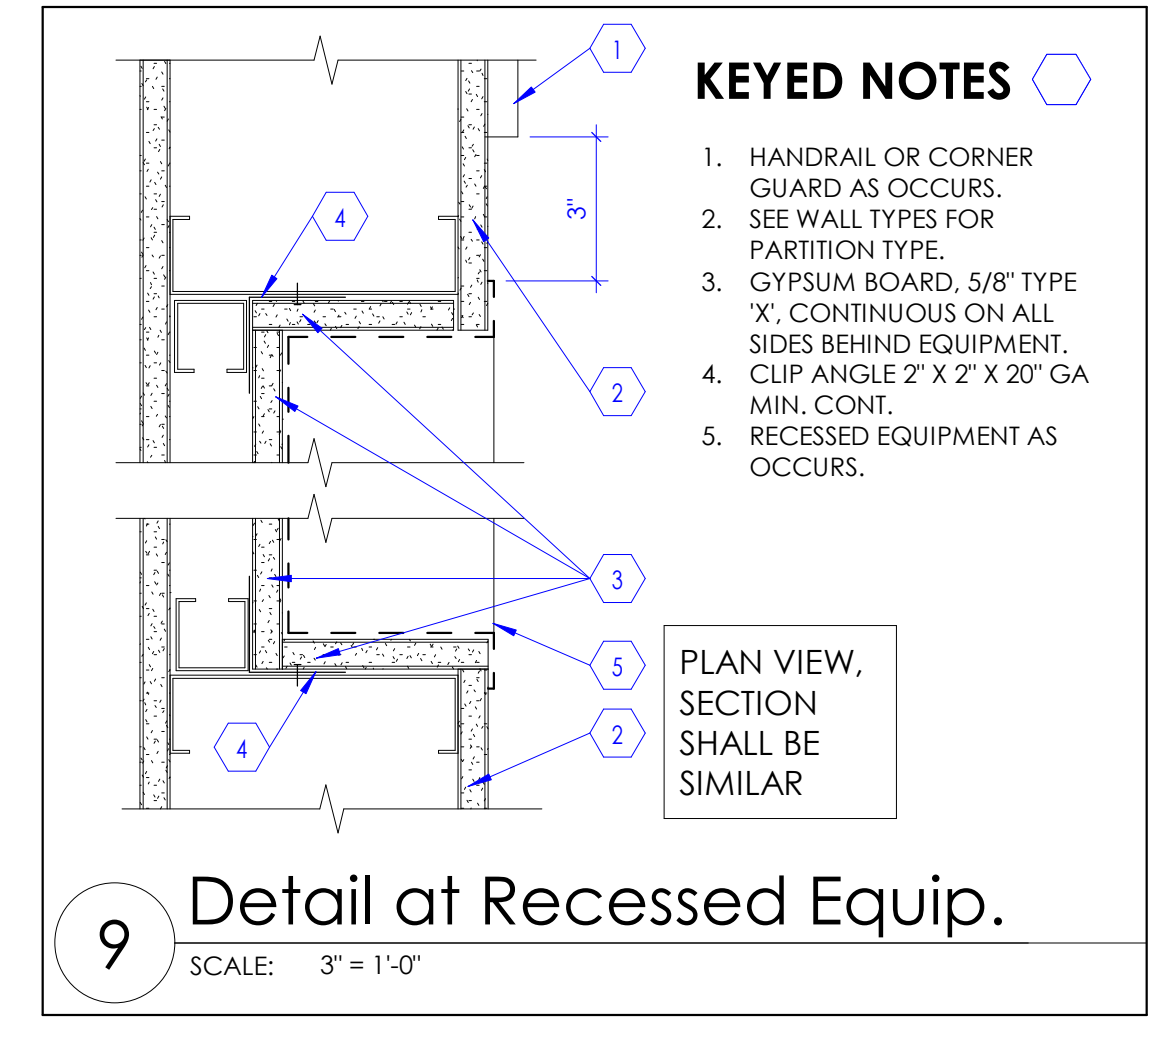 1
KEYED NOTES
1. HANDRAIL OR CORNER
GUARD AS OCCURS.
2. SEE WALL TYPES FOR
PARTITION TYPE.
3. GYPSUM BOARD, 5/8" TYPE
'X', CONTINUOUS ON ALL
SIDES BEHIND EQUIPMENT.
4. CLIP ANGLE 2" X 2" X 20" GA
MIN. CONT.
5. RECESSED EQUIPMENT AS
OCCURS.
4
3"
2
3
5
2
4
PLAN VIEW,
SECTION
SHALL BE
SIMILAR
9
Detail at Recessed Equip.
SCALE: 3" = 1'-0"